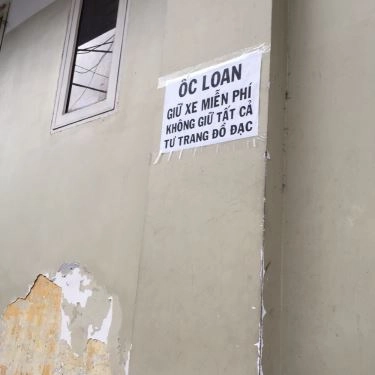 ỐC LOAN
GIỮ XE MIỄN PHÍ
KHÔNG GIỮ TẤT CẢ
TƯ TRANG ĐỒ ĐẠC